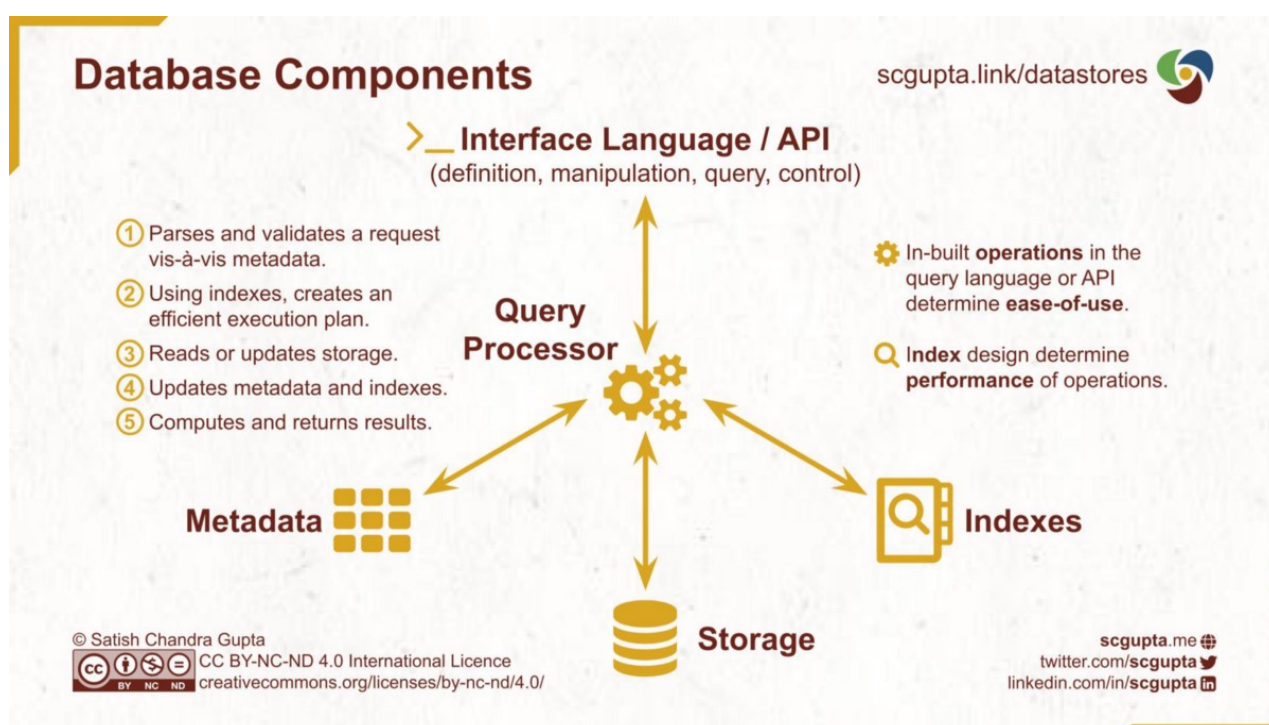 Database Components
scgupta.link/datastores
>_ Interface Language / API
(definition, manipulation, query, control)
1 Parses and validates a request
vis-à-vis metadata.
2 Using indexes, creates an
efficient execution plan.
3 Reads or updates storage.
4 Updates metadata and indexes.
5 Computes and returns results.
Query
Processor
In-built operations in the
query language or API
determine ease-of-use.
Index design determine
performance of operations.
Metadata
Indexes
Storage
© Satish Chandra Gupta
cc BY NC ND
CC BY-NC-ND 4.0 International Licence
creativecommons.org/licenses/by-nc-nd/4.0/
scgupta.me
twitter.com/scgupta
linkedin.com/in/scgupta in